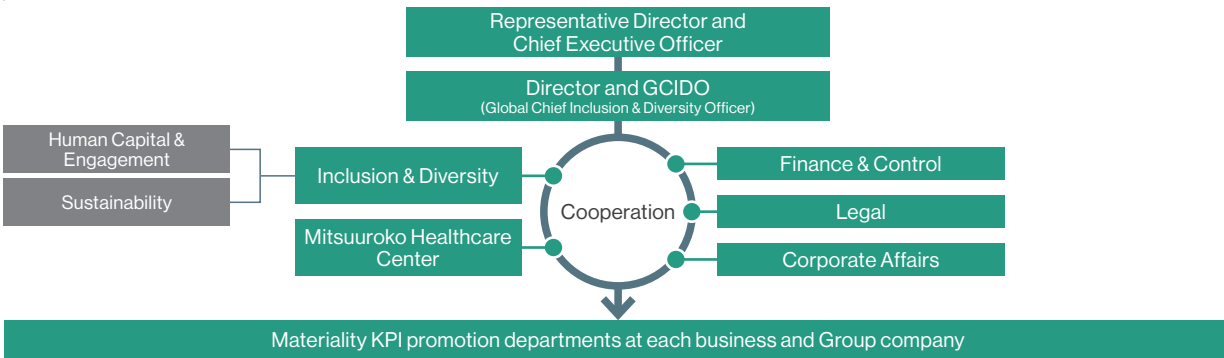 Representative Director and
Chief Executive Officer
Director and GCIDO
(Global Chief Inclusion & Diversity Officer)
Human Capital &
Engagement
Sustainability
Inclusion & Diversity
Mitsuuroko Healthcare
Center
Cooperation
Finance & Control
Legal
Corporate Affairs
Materiality KPI promotion departments at each business and Group company